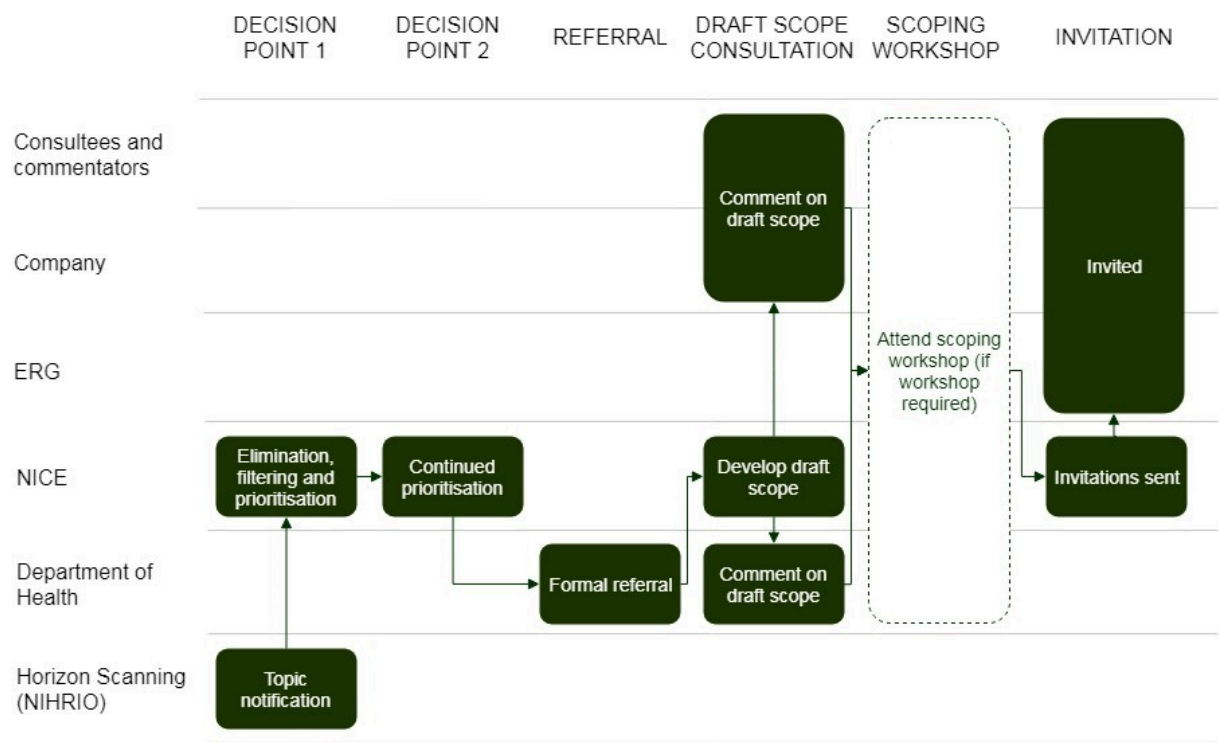 DECISION
POINT 1
DECISION
POINT 2
REFERRAL
DRAFT SCOPE
CONSULTATION
SCOPING
WORKSHOP
INVITATION
Consultees and
commentators
Comment on
draft scope
Company
Invited
ERG
Attend scoping
workshop (if
workshop
required)
NICE
Elimination,
filtering and
prioritisation
Continued
prioritisation
Develop draft
scope
Invitations sent
Department of
Health
Formal referral
Comment on
draft scope
Horizon Scanning
(NIHRIO)
Topic
notification